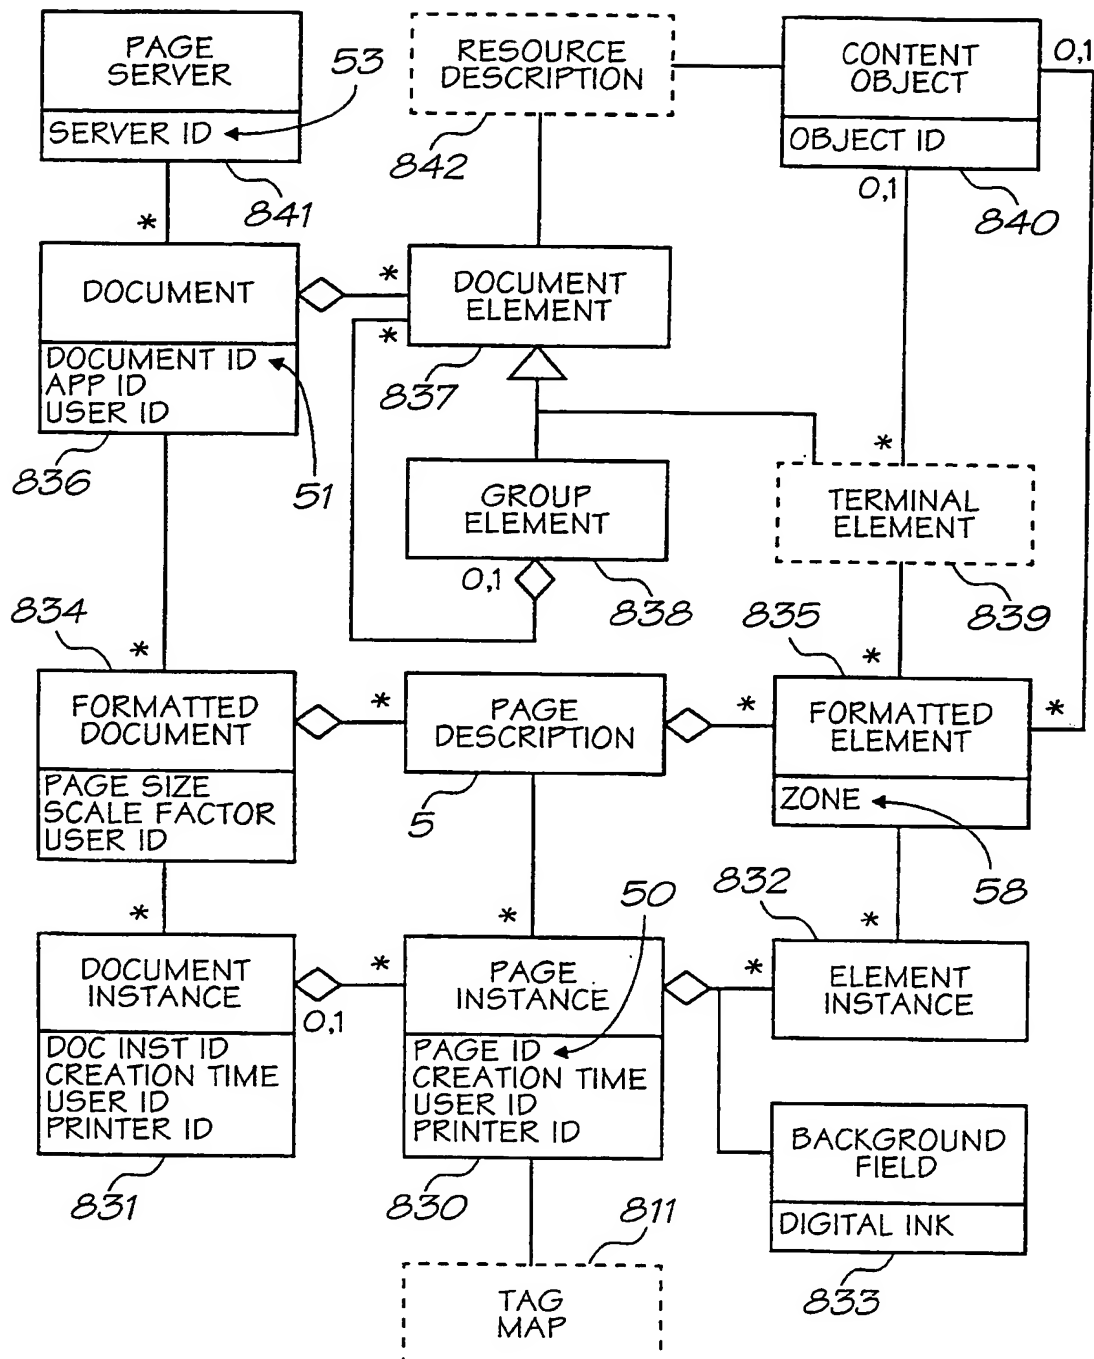 PAGE
SERVER
SERVER ID
53
841
*
RESOURCE
DESCRIPTION
842
CONTENT
OBJECT
OBJECT ID
0,1
0,1
840
DOCUMENT
DOCUMENT ID
APP ID
USER ID
836
51
*
*
DOCUMENT
ELEMENT
837
GROUP
ELEMENT
0,1
838
*
TERMINAL
ELEMENT
839
834
*
FORMATTED
DOCUMENT
PAGE SIZE
SCALE FACTOR
USER ID
*
PAGE
DESCRIPTION
5
835
*
*
*
FORMATTED
ELEMENT
ZONE
58
*
DOCUMENT
INSTANCE
0,1
DOC INST ID
CREATION TIME
USER ID
PRINTER ID
831
*
*
50
PAGE
INSTANCE
PAGE ID
CREATION TIME
USER ID
PRINTER ID
830
832
*
*
ELEMENT
INSTANCE
BACKGROUND
FIELD
DIGITAL INK
833
811
TAG
MAP